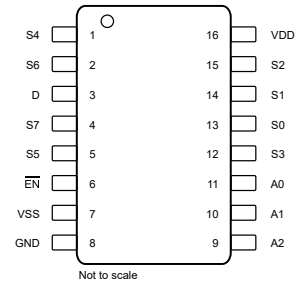 S4 1 16 VDD
S6 2 15 S2
D 3 14 S1
S7 4 13 S0
S5 5 12 S3
EN 6 11 A0
VSS 7 10 A1
GND 8 9 A2
Not to scale